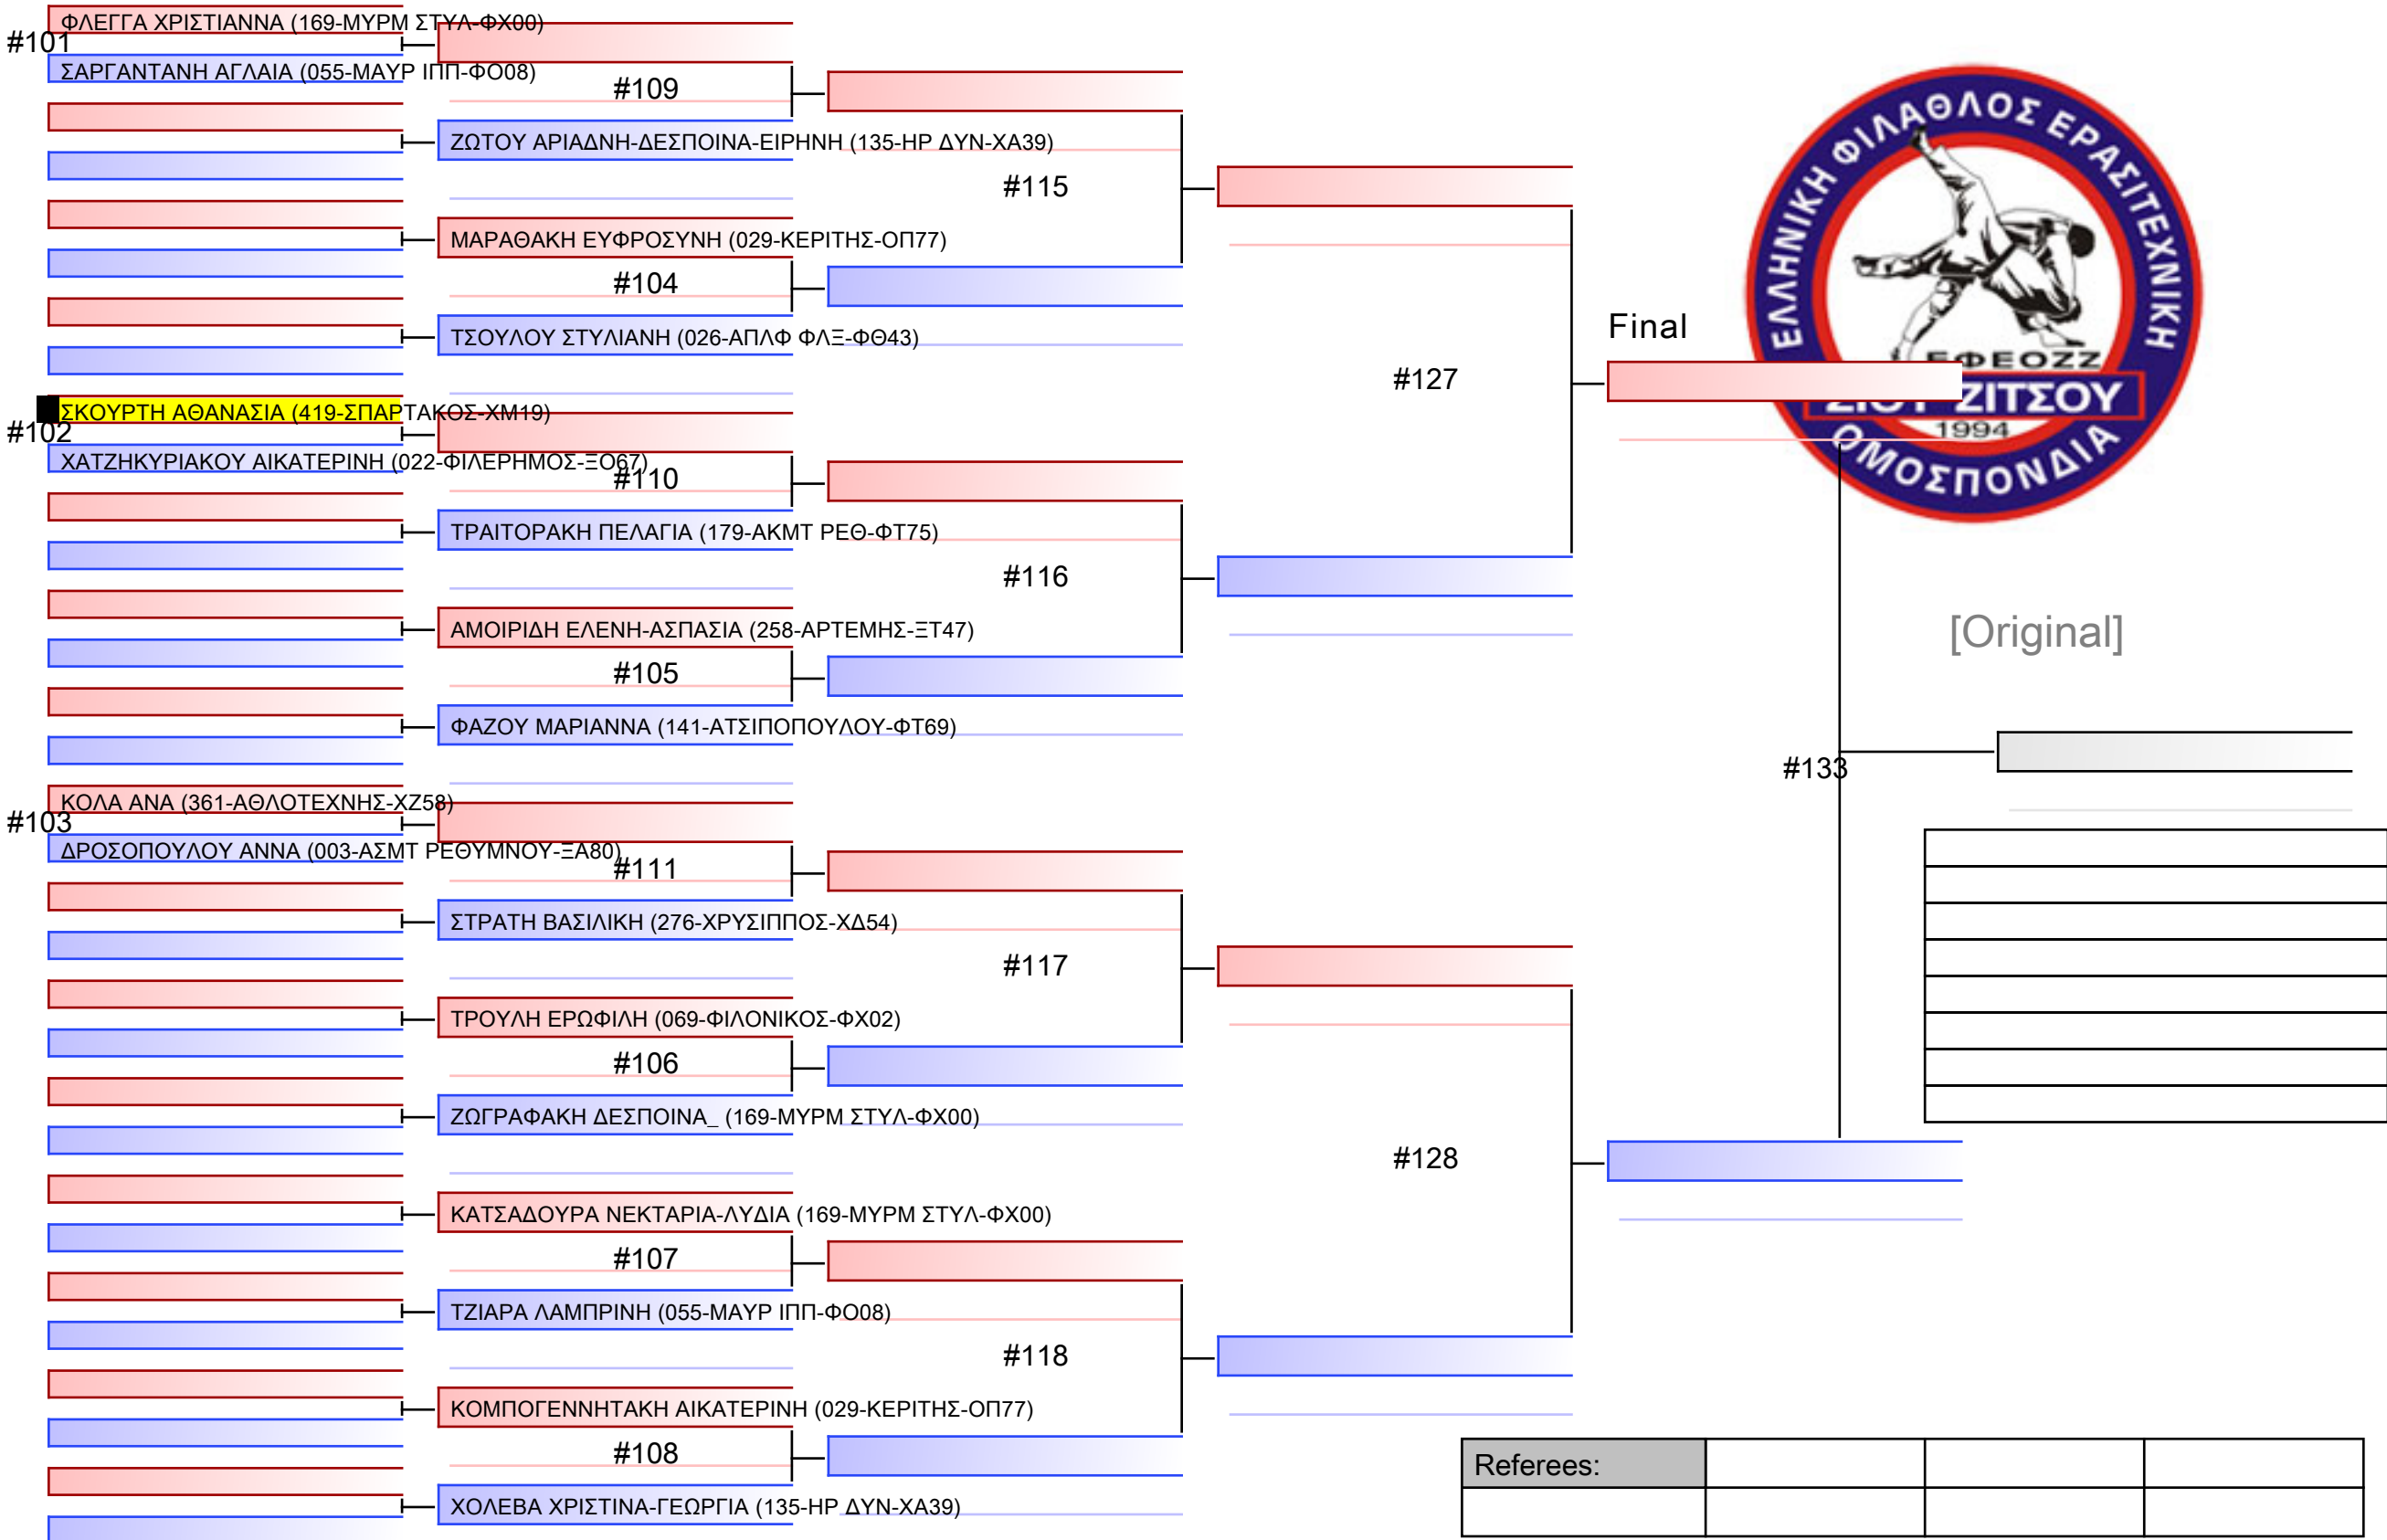 ΦΛΕΓΓΑ ΧΡΙΣΤΙΑΝΝΑ (169-ΜΥΡΜ ΣΤΥΛ-ΦΧ00)
#101
ΣΑΡΓΑΝΤΑΝΗ ΑΓΛΑΙΑ (055-ΜΑΥΡ ΙΠΠ-ΦΟ08)
#109
ΖΩΤΟΥ ΑΡΙΑΔΝΗ-ΔΕΣΠΟΙΝΑ-ΕΙΡΗΝΗ (135-ΗΡ ΔΥΝ-ΧΑ39)
#115
ΜΑΡΑΘΑΚΗ ΕΥΦΡΟΣΥΝΗ (029-ΚΕΡΙΤΗΣ-ΟΠ77)
#104
ΤΣΟΥΛΟΥ ΣΤΥΛΙΑΝΗ (026-ΑΠΛΦ ΦΛΞ-ΦΘ43)
#127
ΣΚΟΥΡΤΗ ΑΘΑΝΑΣΙΑ (419-ΣΠΑΡΤΑΚΟΣ-ΧΜ19)
#102
ΧΑΤΖΗΚΥΡΙΑΚΟΥ ΑΙΚΑΤΕΡΙΝΗ (022-ΦΙΛΕΡΗΜΟΣ-ΞΟ67)
#110
ΤΡΑΙΤΟΡΑΚΗ ΠΕΛΑΓΙΑ (179-ΑΚΜΤ ΡΕΘ-ΦΤ75)
#116
ΑΜΟΙΡΙΔΗ ΕΛΕΝΗ-ΑΣΠΑΣΙΑ (258-ΑΡΤΕΜΗΣ-ΞΤ47)
#105
ΦΑΖΟΥ ΜΑΡΙΑΝΝΑ (141-ΑΤΣΙΠΟΠΟΥΛΟΥ-ΦΤ69)
ΚΟΛΑ ΑΝΑ (361-ΑΘΛΟΤΕΧΝΗΣ-ΧΖ58)
#103
ΔΡΟΣΟΠΟΥΛΟΥ ΑΝΝΑ (003-ΑΣΜΤ ΡΕΘΥΜΝΟΥ-ΞΑ80)
#111
ΣΤΡΑΤΗ ΒΑΣΙΛΙΚΗ (276-ΧΡΥΣΙΠΠΟΣ-ΧΔ54)
#117
ΤΡΟΥΛΗ ΕΡΩΦΙΛΗ (069-ΦΙΛΟΝΙΚΟΣ-ΦΧ02)
#106
ΖΩΓΡΑΦΑΚΗ ΔΕΣΠΟΙΝΑ_ (169-ΜΥΡΜ ΣΤΥΛ-ΦΧ00)
#128
ΚΑΤΣΑΔΟΥΡΑ ΝΕΚΤΑΡΙΑ-ΛΥΔΙΑ (169-ΜΥΡΜ ΣΤΥΛ-ΦΧ00)
#107
ΤΖΙΑΡΑ ΛΑΜΠΡΙΝΗ (055-ΜΑΥΡ ΙΠΠ-ΦΟ08)
#118
ΚΟΜΠΟΓΕΝΝΗΤΑΚΗ ΑΙΚΑΤΕΡΙΝΗ (029-ΚΕΡΙΤΗΣ-ΟΠ77)
#108
ΧΟΛΕΒΑ ΧΡΙΣΤΙΝΑ-ΓΕΩΡΓΙΑ (135-ΗΡ ΔΥΝ-ΧΑ39)
Final
ΕΛΛΗΝΙΚΗ ΦΙΛΑΘΛΟΣ ΕΡΑΣΙΤΕΧΝΙΚΗ
ΕΦΕΟΖΖ
ΖΙΤΣΟΥ
1994
ΟΜΟΣΠΟΝΔΙΑ
[Original]
#133
Referees: